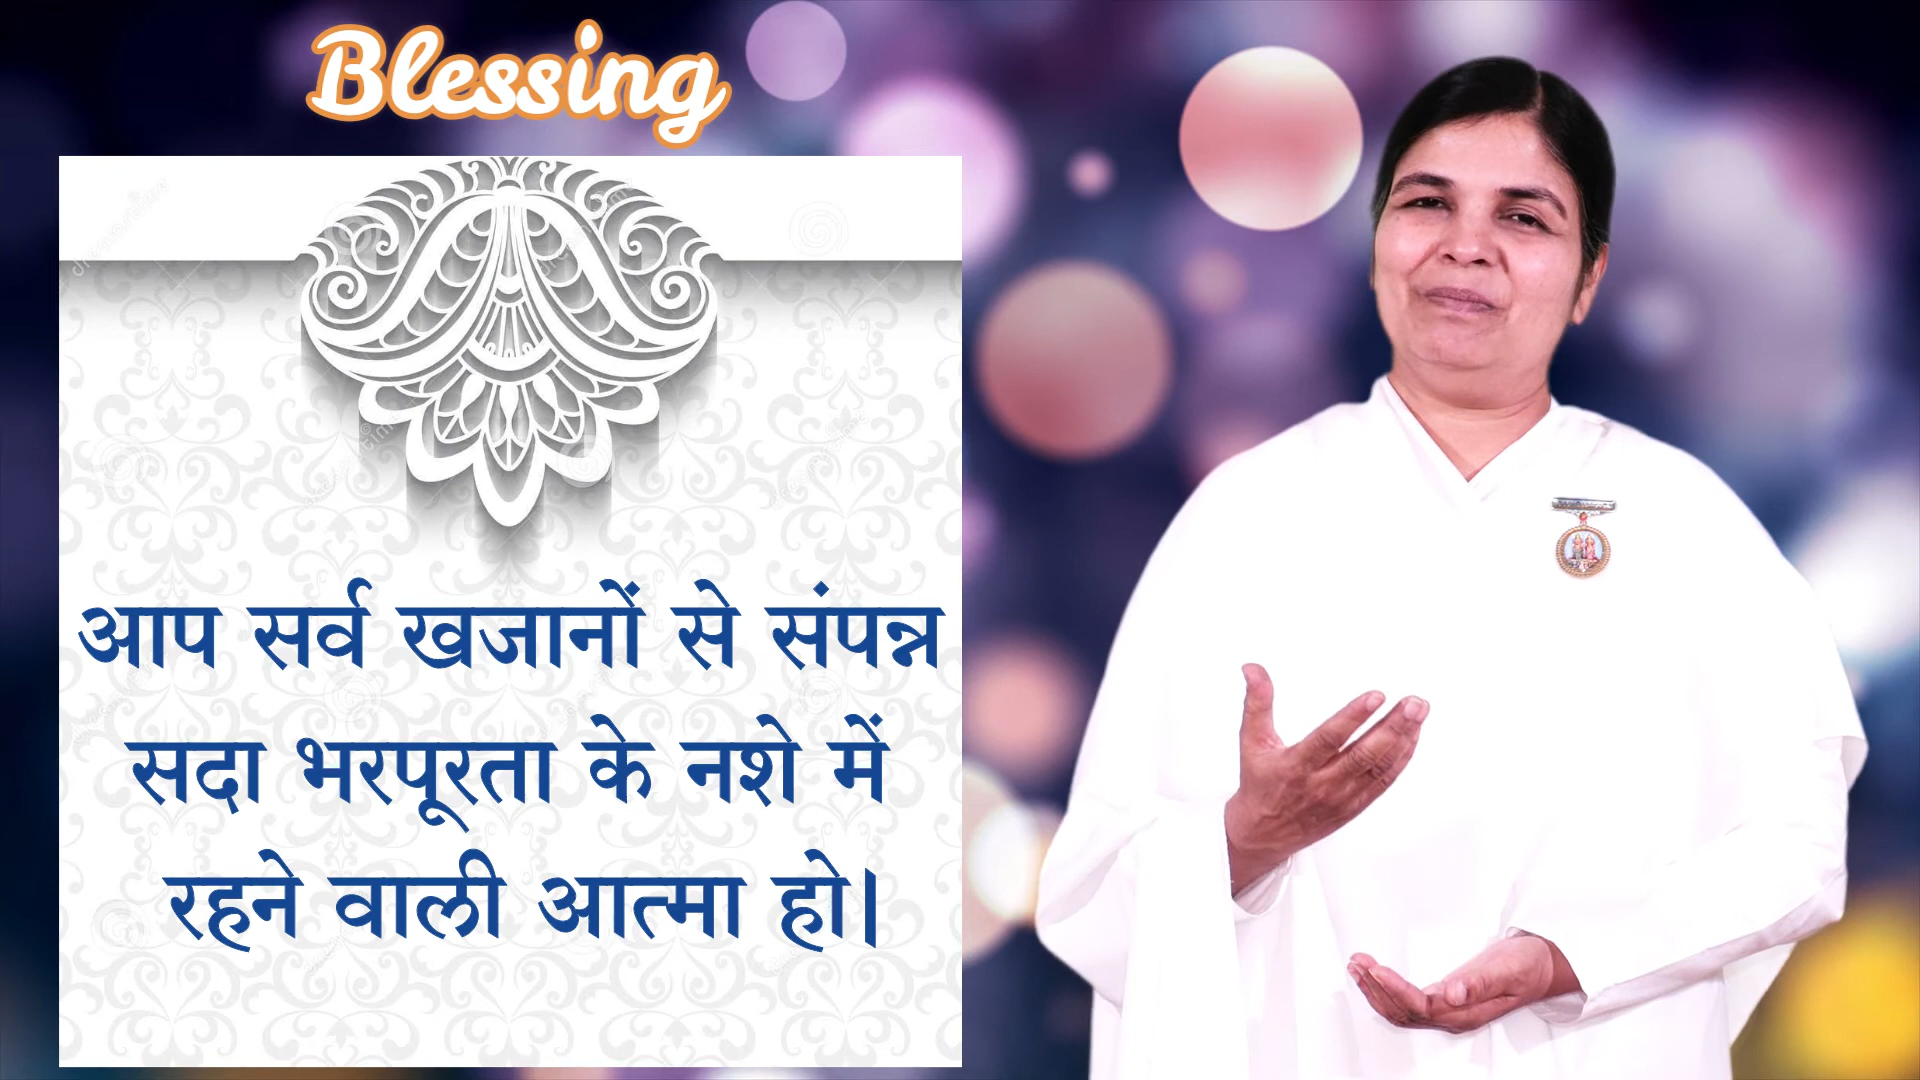 Blessing
आप सर्व खजानों से संपन्न
सदा भरपूरता के नशे में
रहने वाली आत्मा हो।